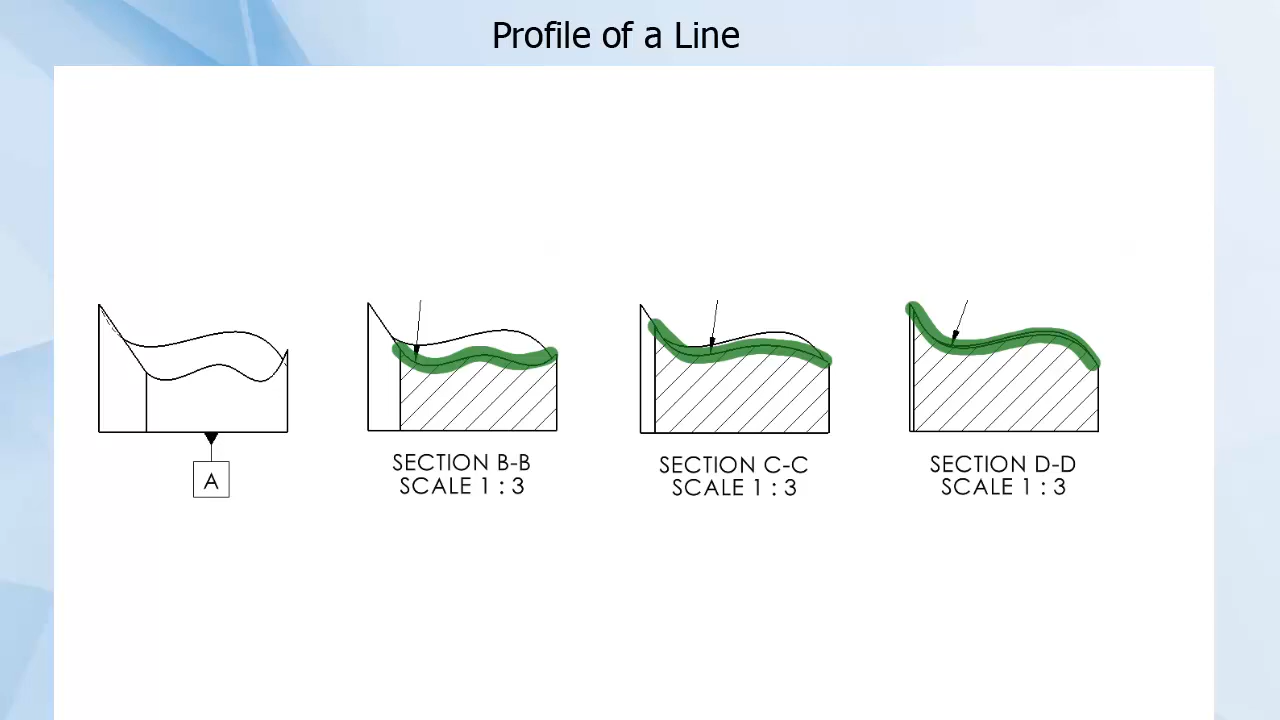 Profile of a Line
A
SECTION B-B
SCALE 1 : 3
SECTION C-C
SCALE 1 : 3
SECTION D-D
SCALE 1 : 3